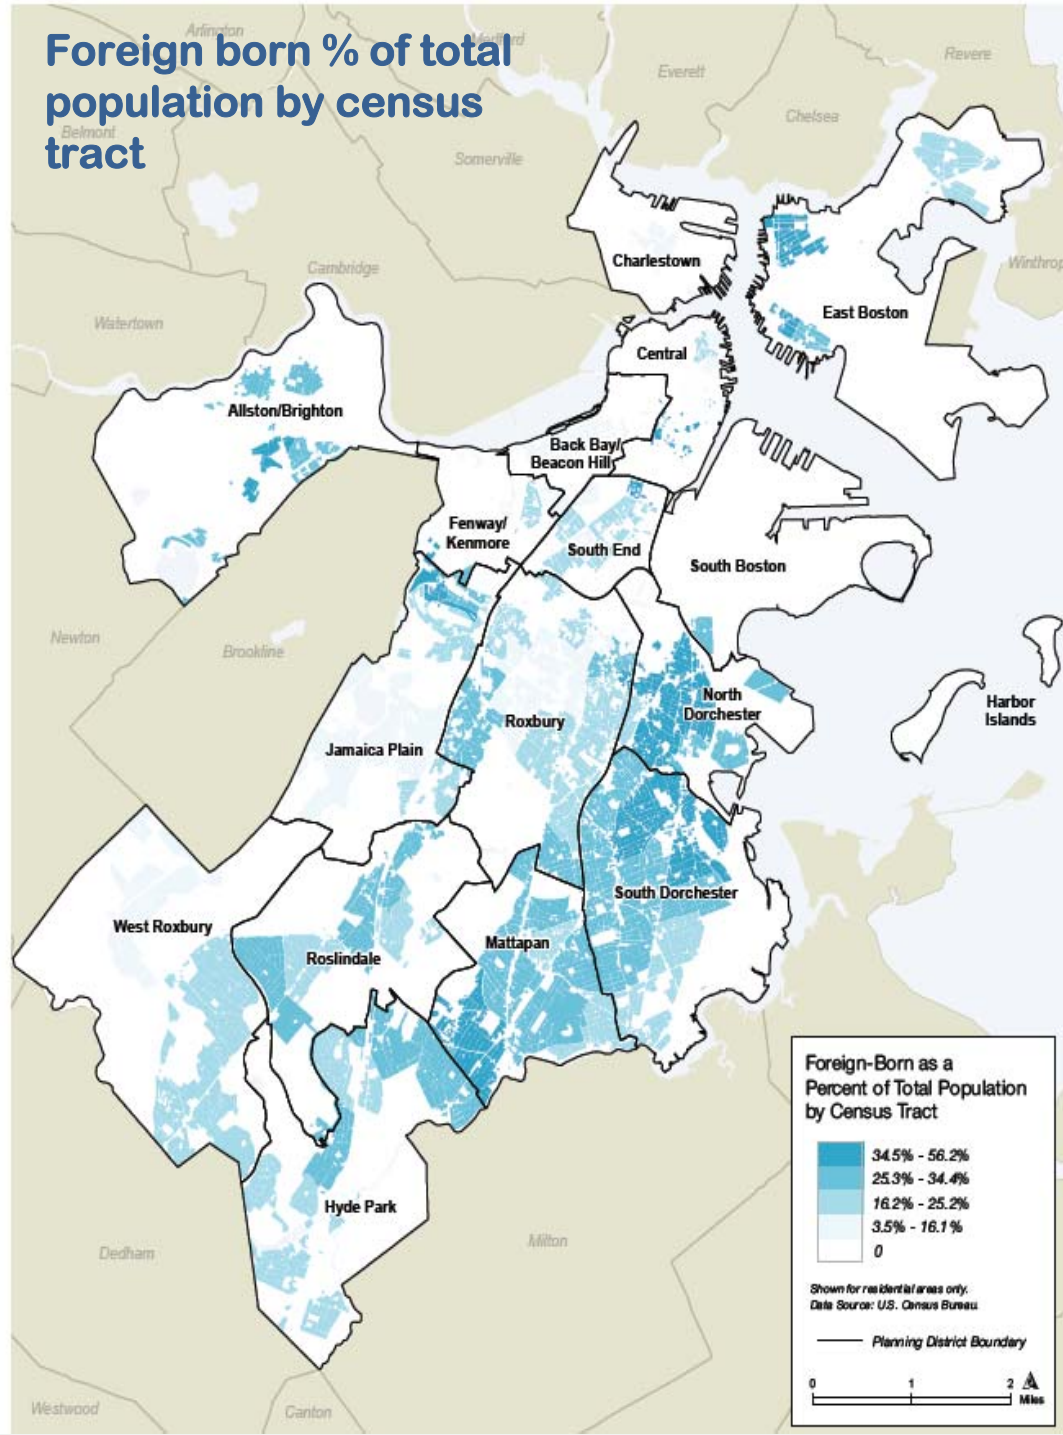 Foreign born % of total
population by census
tract
Arlington
Medford
Everett
Revere
Chelsea
Belmont
Somerville
Winthrop
Charlestown
Cambridge
East Boston
Watertown
Central
Allston/Brighton
Back Bay/
Beacon Hill
Fenway/
Kenmore
South End
South Boston
Newton
Brookline
North
Dorchester
Harbor
Islands
Roxbury
Jamaica Plain
South Dorchester
West Roxbury
Mattapan
Roslindale
Hyde Park
Dedham
Milton
Westwood
Canton
Foreign-Born as a
Percent of Total Population
by Census Tract
34.5% - 56.2%
25.3% - 34.4%
16.2% - 25.2%
3.5% - 16.1%
0
Shown for residential areas only.
Data Source: U.S. Census Bureau
Planning District Boundary
0 1 2
Miles